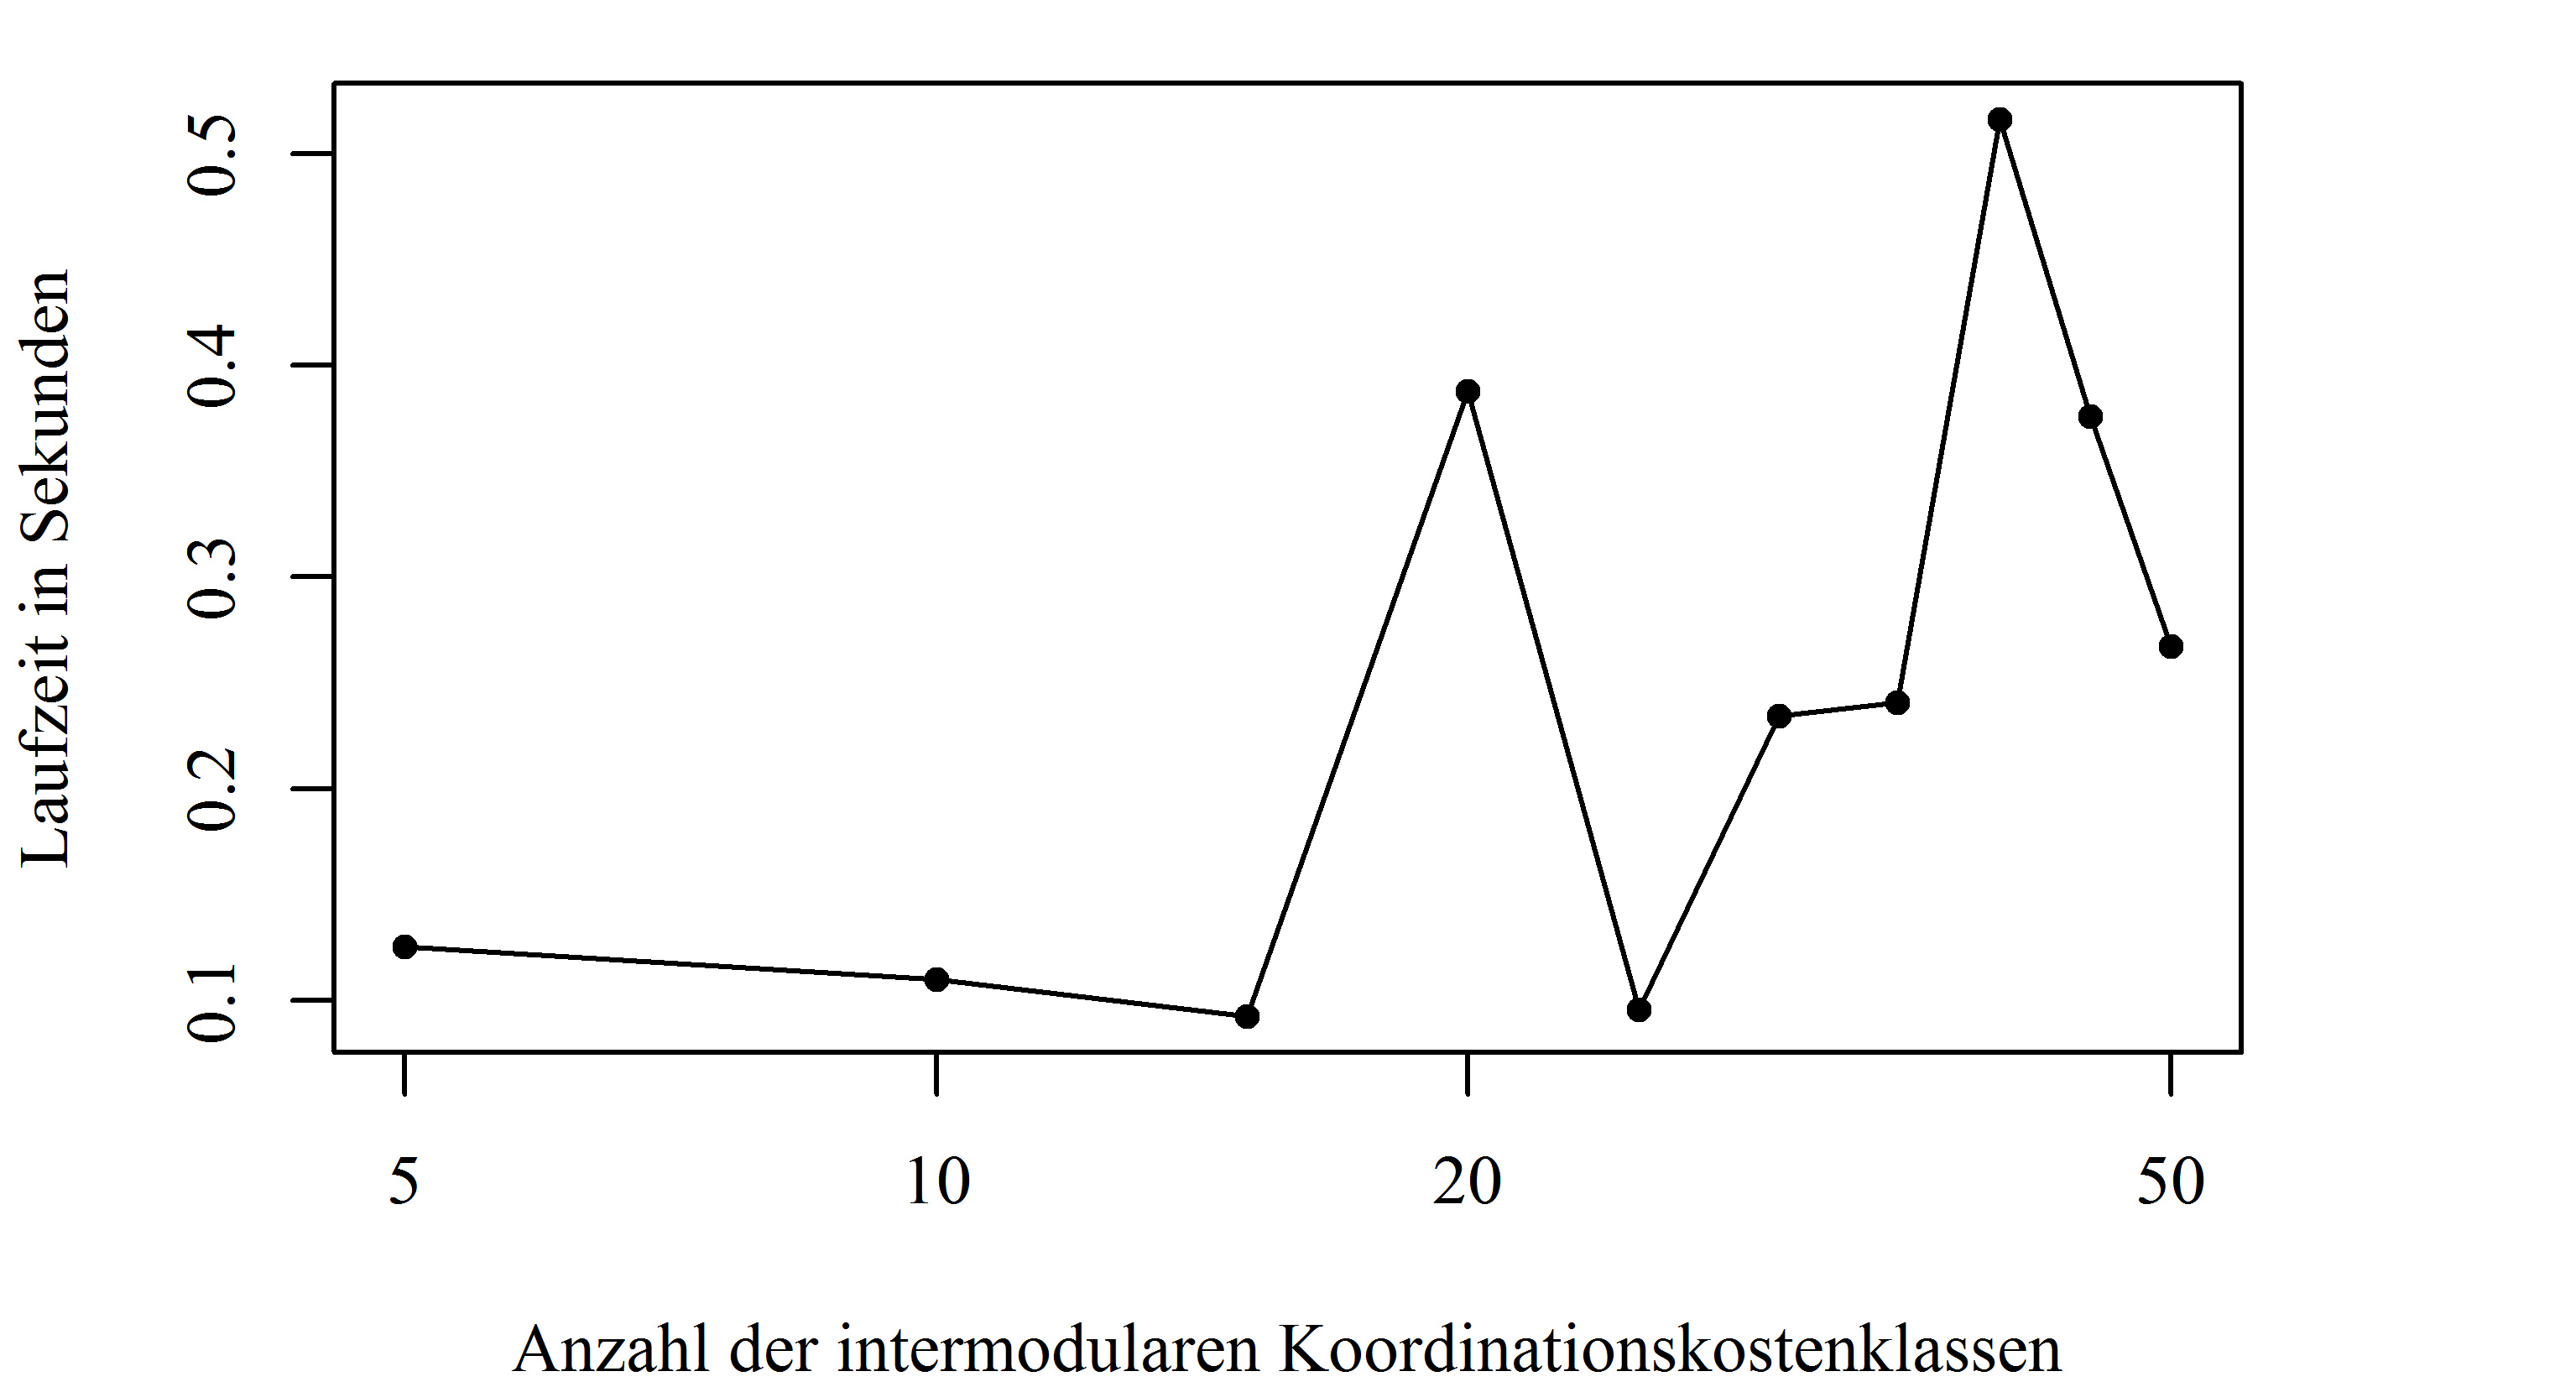 Laufzeit in Sekunden
0.5
0.4
0.3
0.2
0.1
5 10 20 50
Anzahl der intermodularen Koordinationskostenklassen